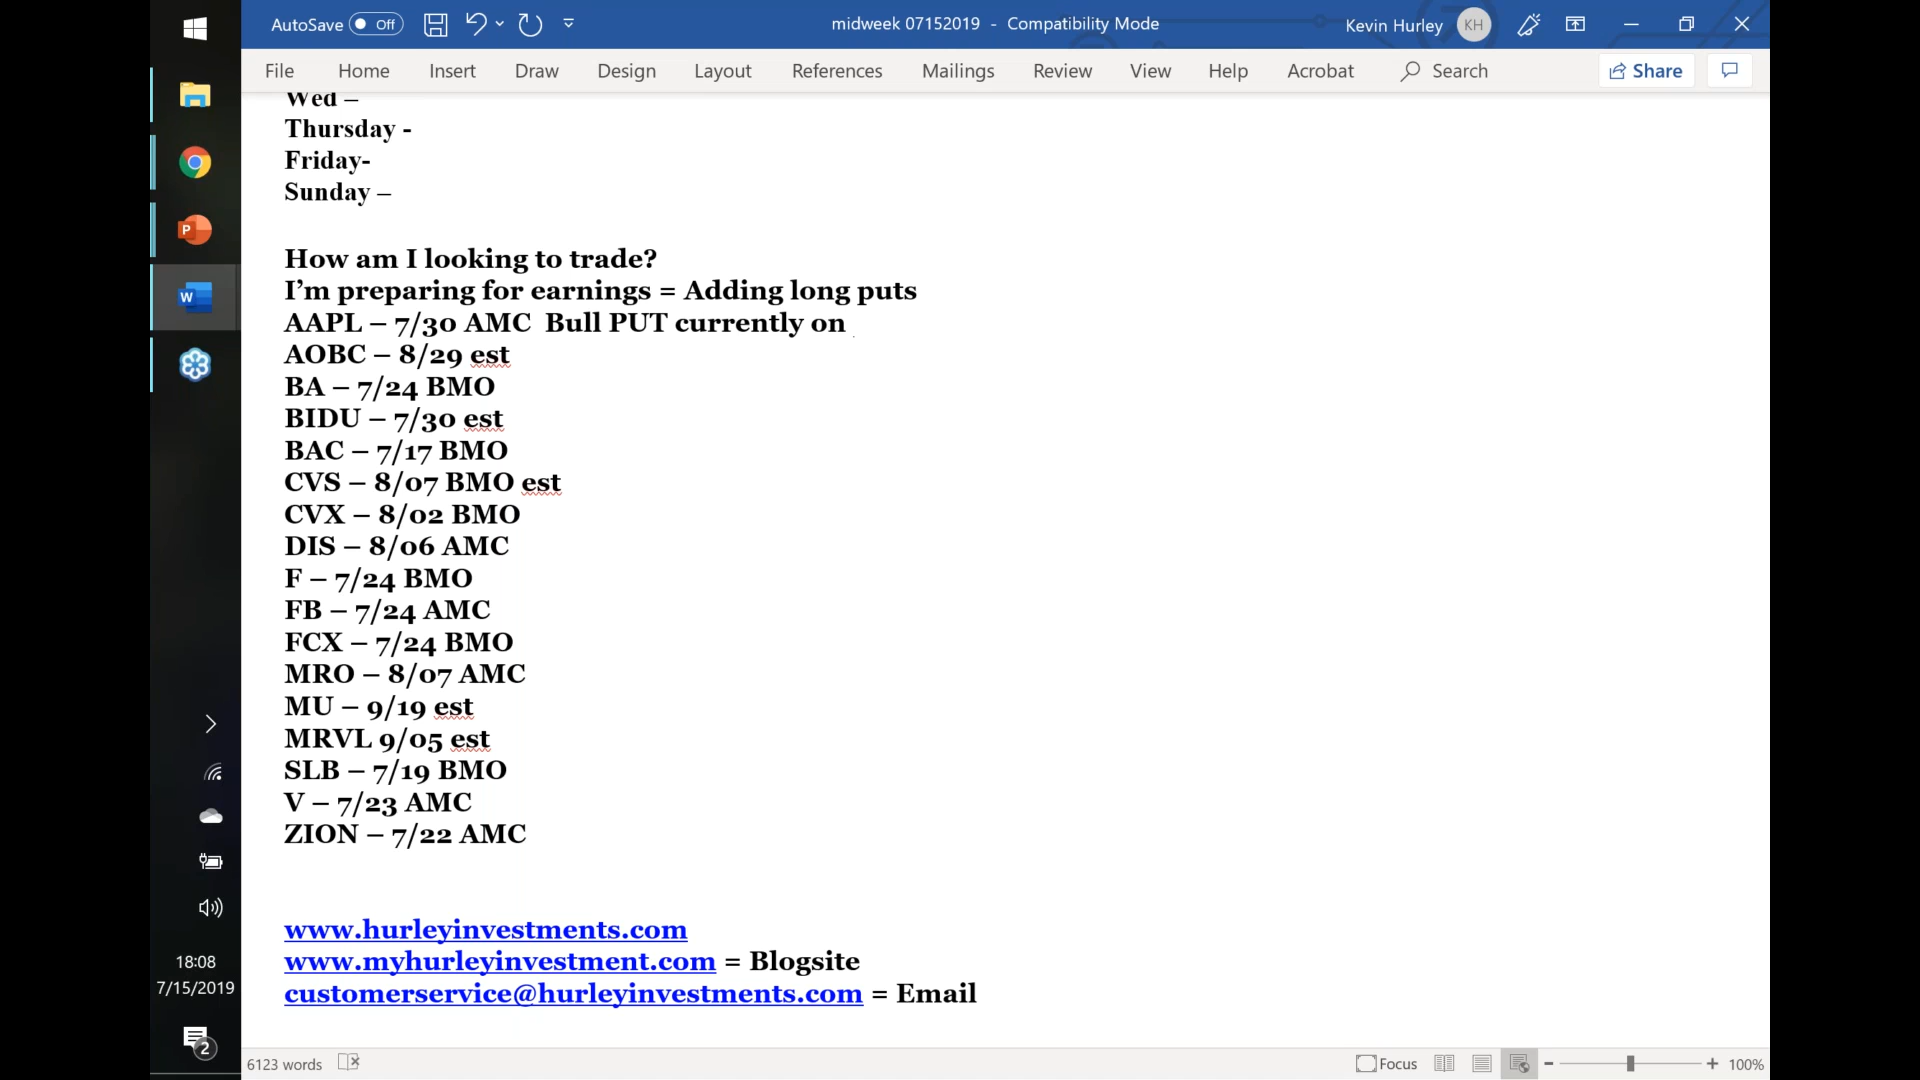 AutoSave Off midweek 07152019 - Compatibility Mode Kevin Hurley KH
File Home Insert Draw Design Layout References Mailings Review View Help Acrobat Search Share
Wed –
Thursday -
Friday-
Sunday –
How am I looking to trade?
I’m preparing for earnings = Adding long puts
AAPL – 7/30 AMC  Bull PUT currently on
AOBC – 8/29 est
BA – 7/24 BMO
BIDU – 7/30 est
BAC – 7/17 BMO
CVS – 8/07 BMO est
CVX – 8/02 BMO
DIS – 8/06 AMC
F – 7/24 BMO
FB – 7/24 AMC
FCX – 7/24 BMO
MRO – 8/07 AMC
MU – 9/19 est
MRVL 9/05 est
SLB – 7/19 BMO
V – 7/23 AMC
ZION – 7/22 AMC
www.hurleyinvestments.com
www.myhurleyinvestment.com = Blogsite
customerservice@hurleyinvestments.com = Email
18:08
7/15/2019
2
6123 words Focus 100%